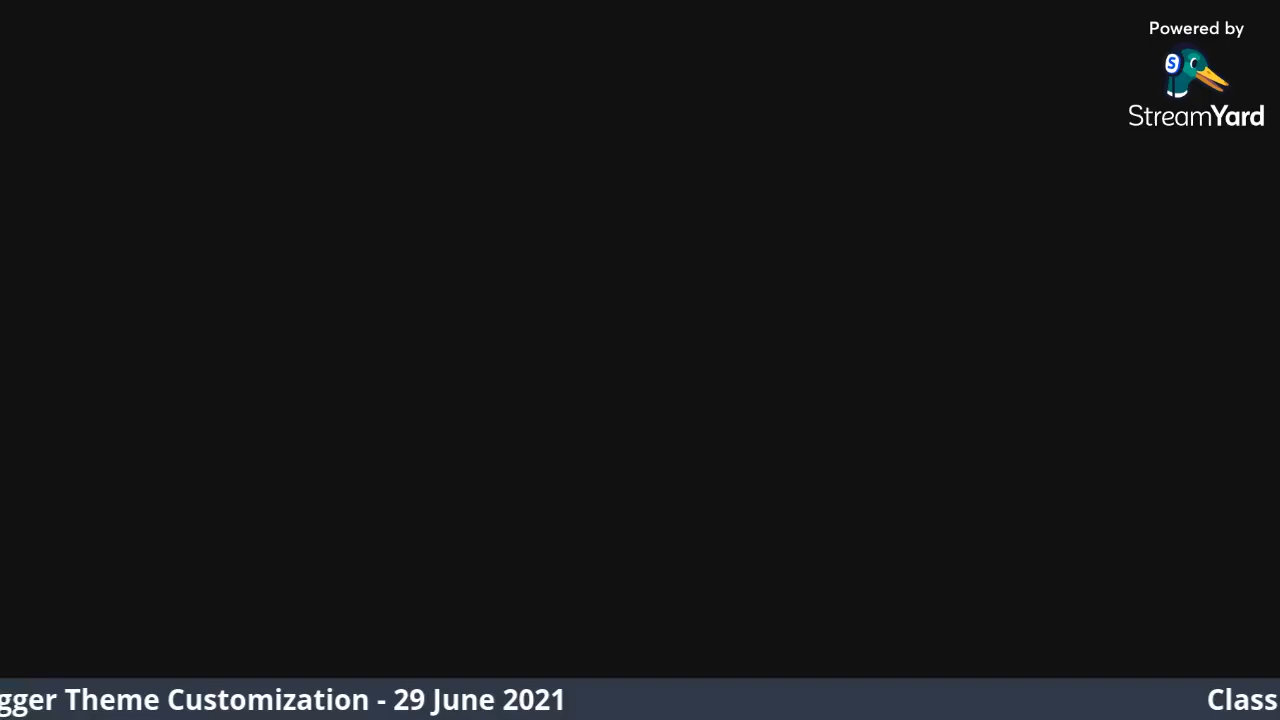 Powered by
S
StreamYard
gger Theme Customization - 29 June 2021
Class